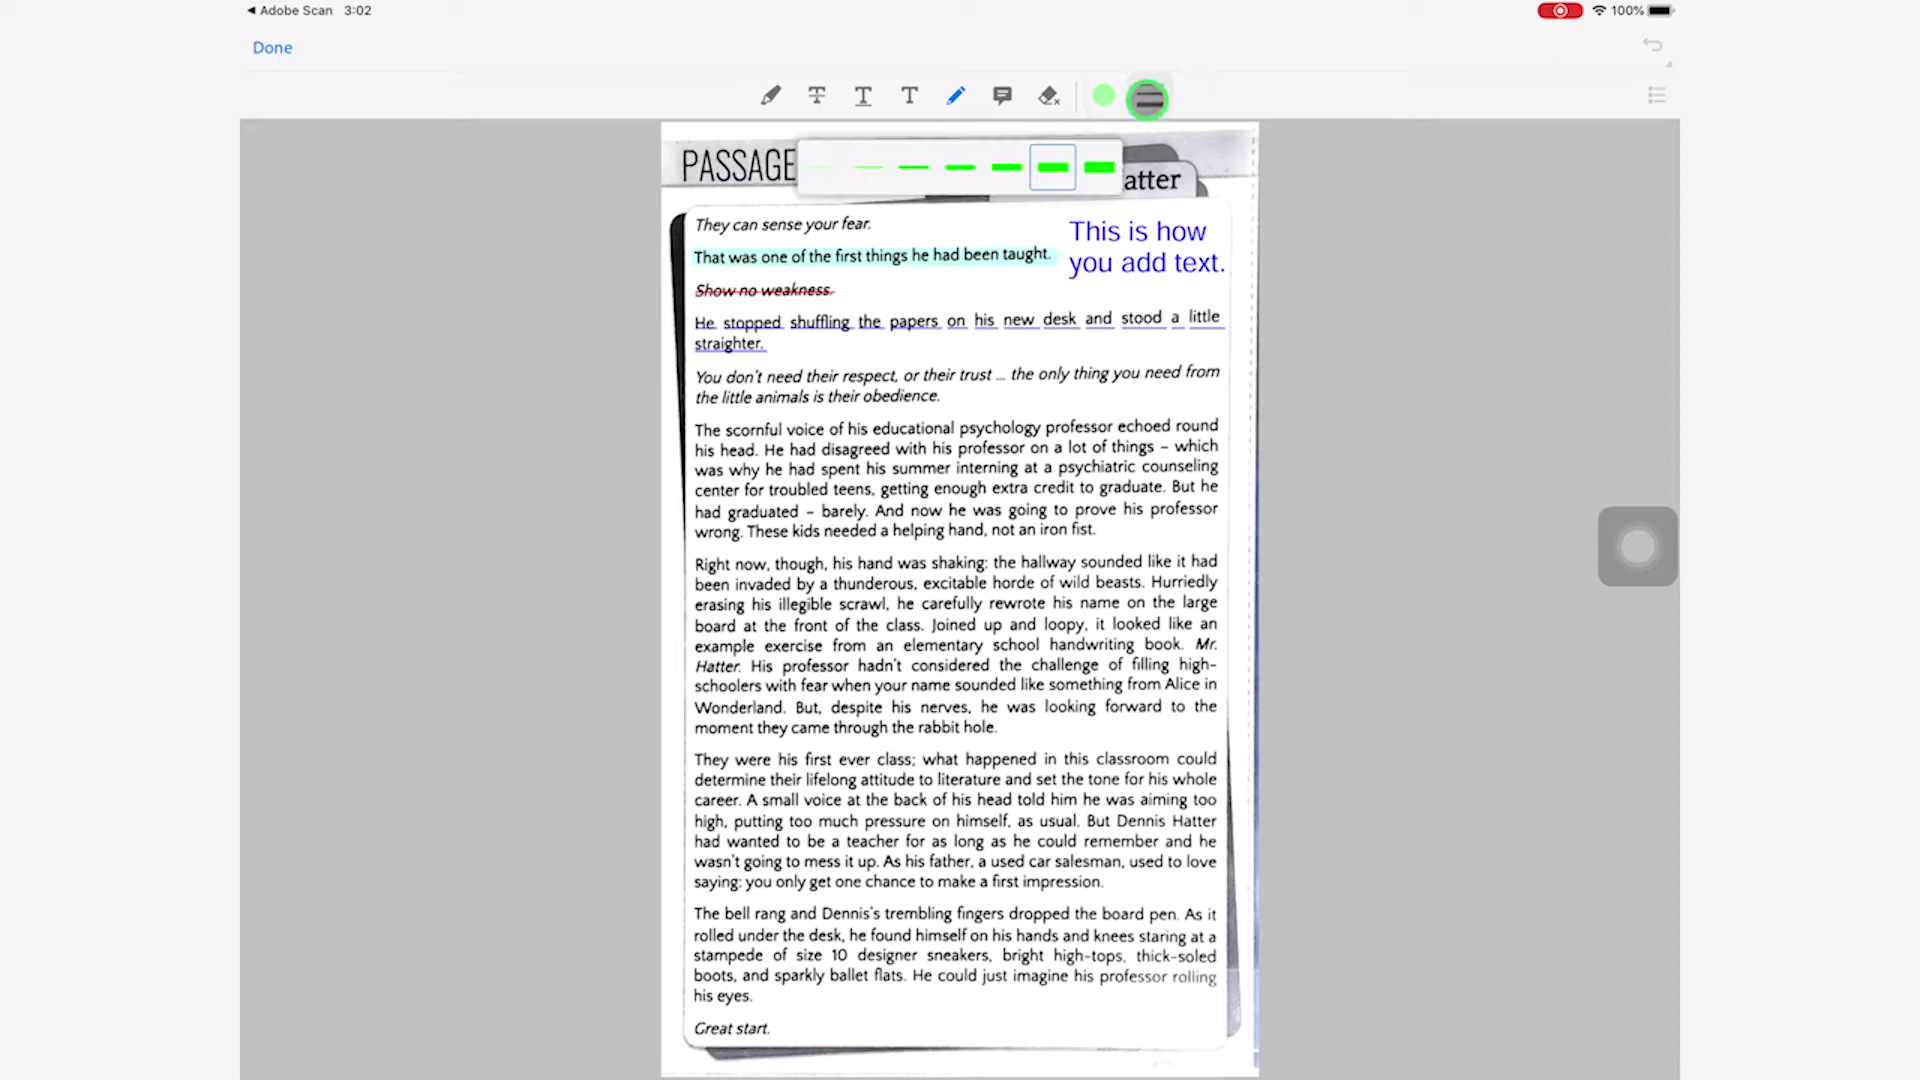 Adobe Scan 3:02
100%
Done
PASSAGE
atter
They can sense your fear.
This is how
you add text.
That was one of the first things he had been taught.
Show no weakness.
He stopped shuffling the papers on his new desk and stood a little
straighter.
You don't need their respect, or their trust ... the only thing you need from
the little animals is their obedience.
The scornful voice of his educational psychology professor echoed round
his head. He had disagreed with his professor on a lot of things – which
was why he had spent his summer interning at a psychiatric counseling
center for troubled teens, getting enough extra credit to graduate. But he
had graduated – barely. And now he was going to prove his professor
wrong. These kids needed a helping hand, not an iron fist.
Right now, though, his hand was shaking: the hallway sounded like it had
been invaded by a thunderous, excitable horde of wild beasts. Hurriedly
erasing his illegible scrawl, he carefully rewrote his name on the large
board at the front of the class. Joined up and loopy, it looked like an
example exercise from an elementary school handwriting book. Mr.
Hatter. His professor hadn't considered the challenge of filling high-
schoolers with fear when your name sounded like something from Alice in
Wonderland. But, despite his nerves, he was looking forward to the
moment they came through the rabbit hole.
They were his first ever class; what happened in this classroom could
determine their lifelong attitude to literature and set the tone for his whole
career. A small voice at the back of his head told him he was aiming too
high, putting too much pressure on himself, as usual. But Dennis Hatter
had wanted to be a teacher for as long as he could remember and he
wasn't going to mess it up. As his father, a used car salesman, used to love
saying: you only get one chance to make a first impression.
The bell rang and Dennis's trembling fingers dropped the board pen. As it
rolled under the desk, he found himself on his hands and knees staring at a
stampede of size 10 designer sneakers, bright high-tops, thick-soled
boots, and sparkly ballet flats. He could just imagine his professor rolling
his eyes.
Great start.